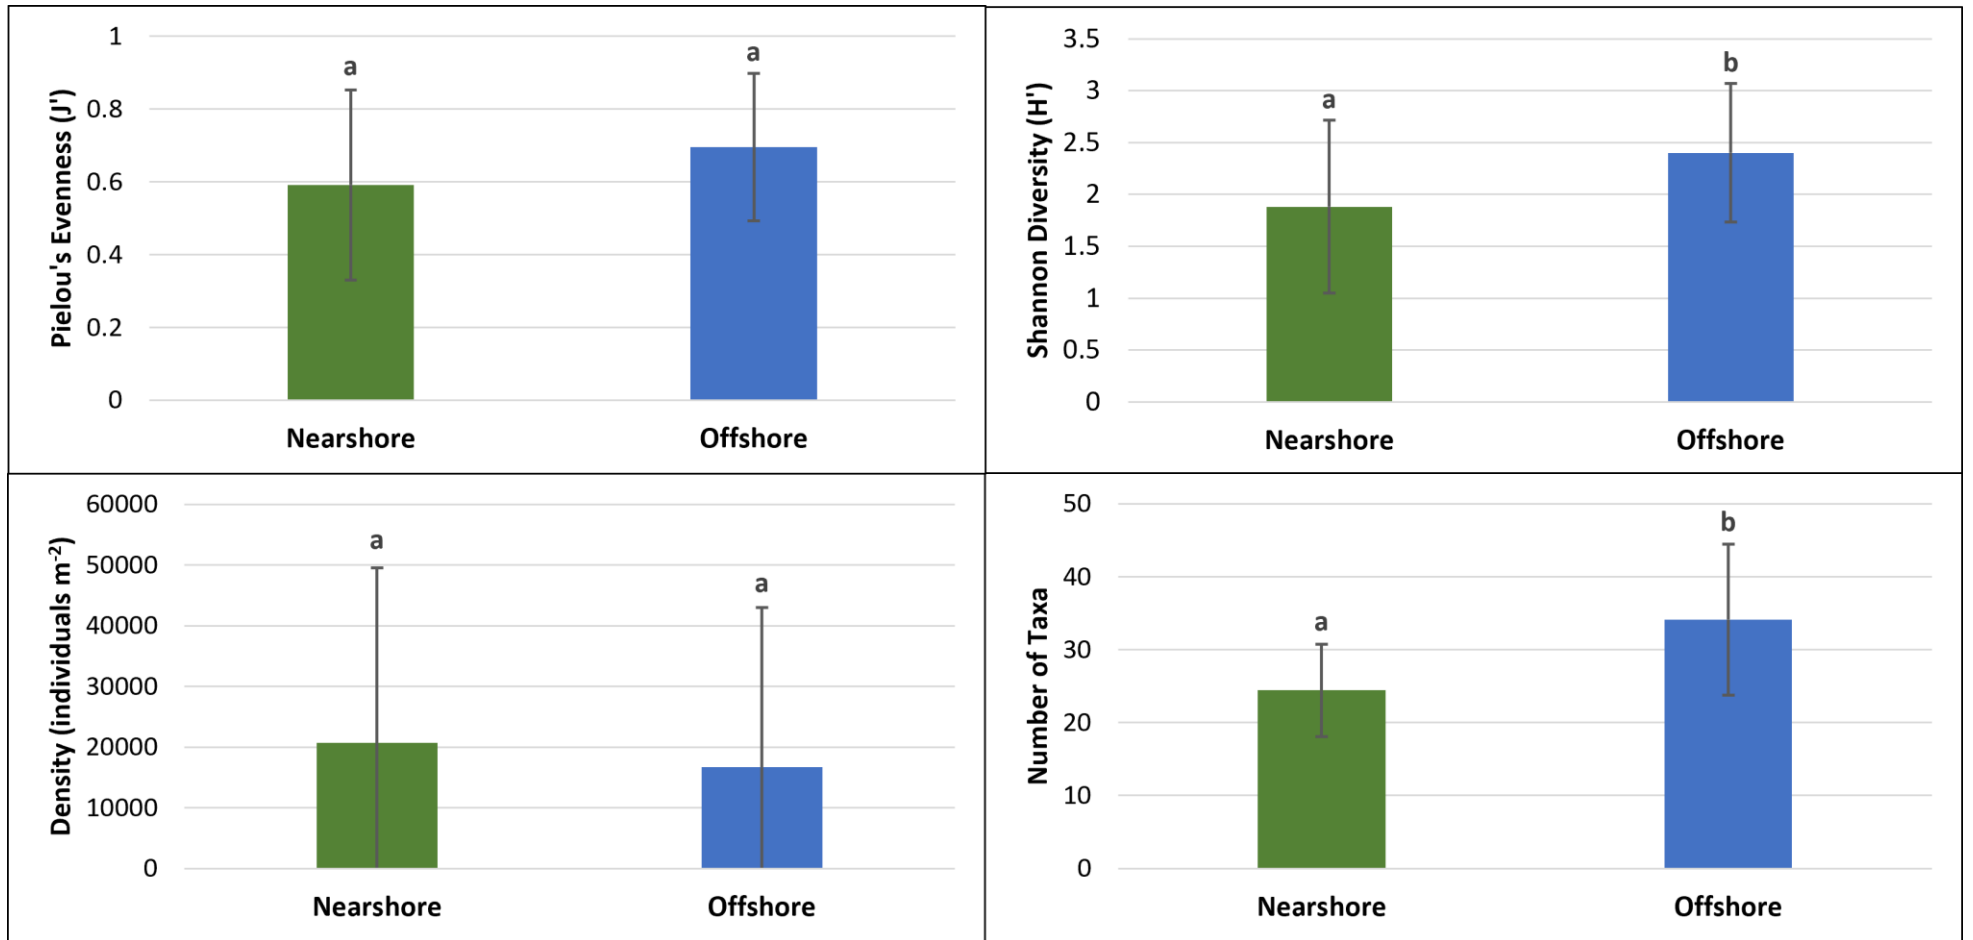 Pielou's Evenness (J')
1
0.8
0.6
0.4
0.2
0
a
a
Nearshore
Offshore
Shannon Diversity (H')
3.5
3
2.5
2
1.5
1
0.5
0
a
b
Nearshore
Offshore
Density (individuals m⁻²)
60000
50000
40000
30000
20000
10000
0
a
a
Nearshore
Offshore
Number of Taxa
50
40
30
20
10
0
a
b
Nearshore
Offshore